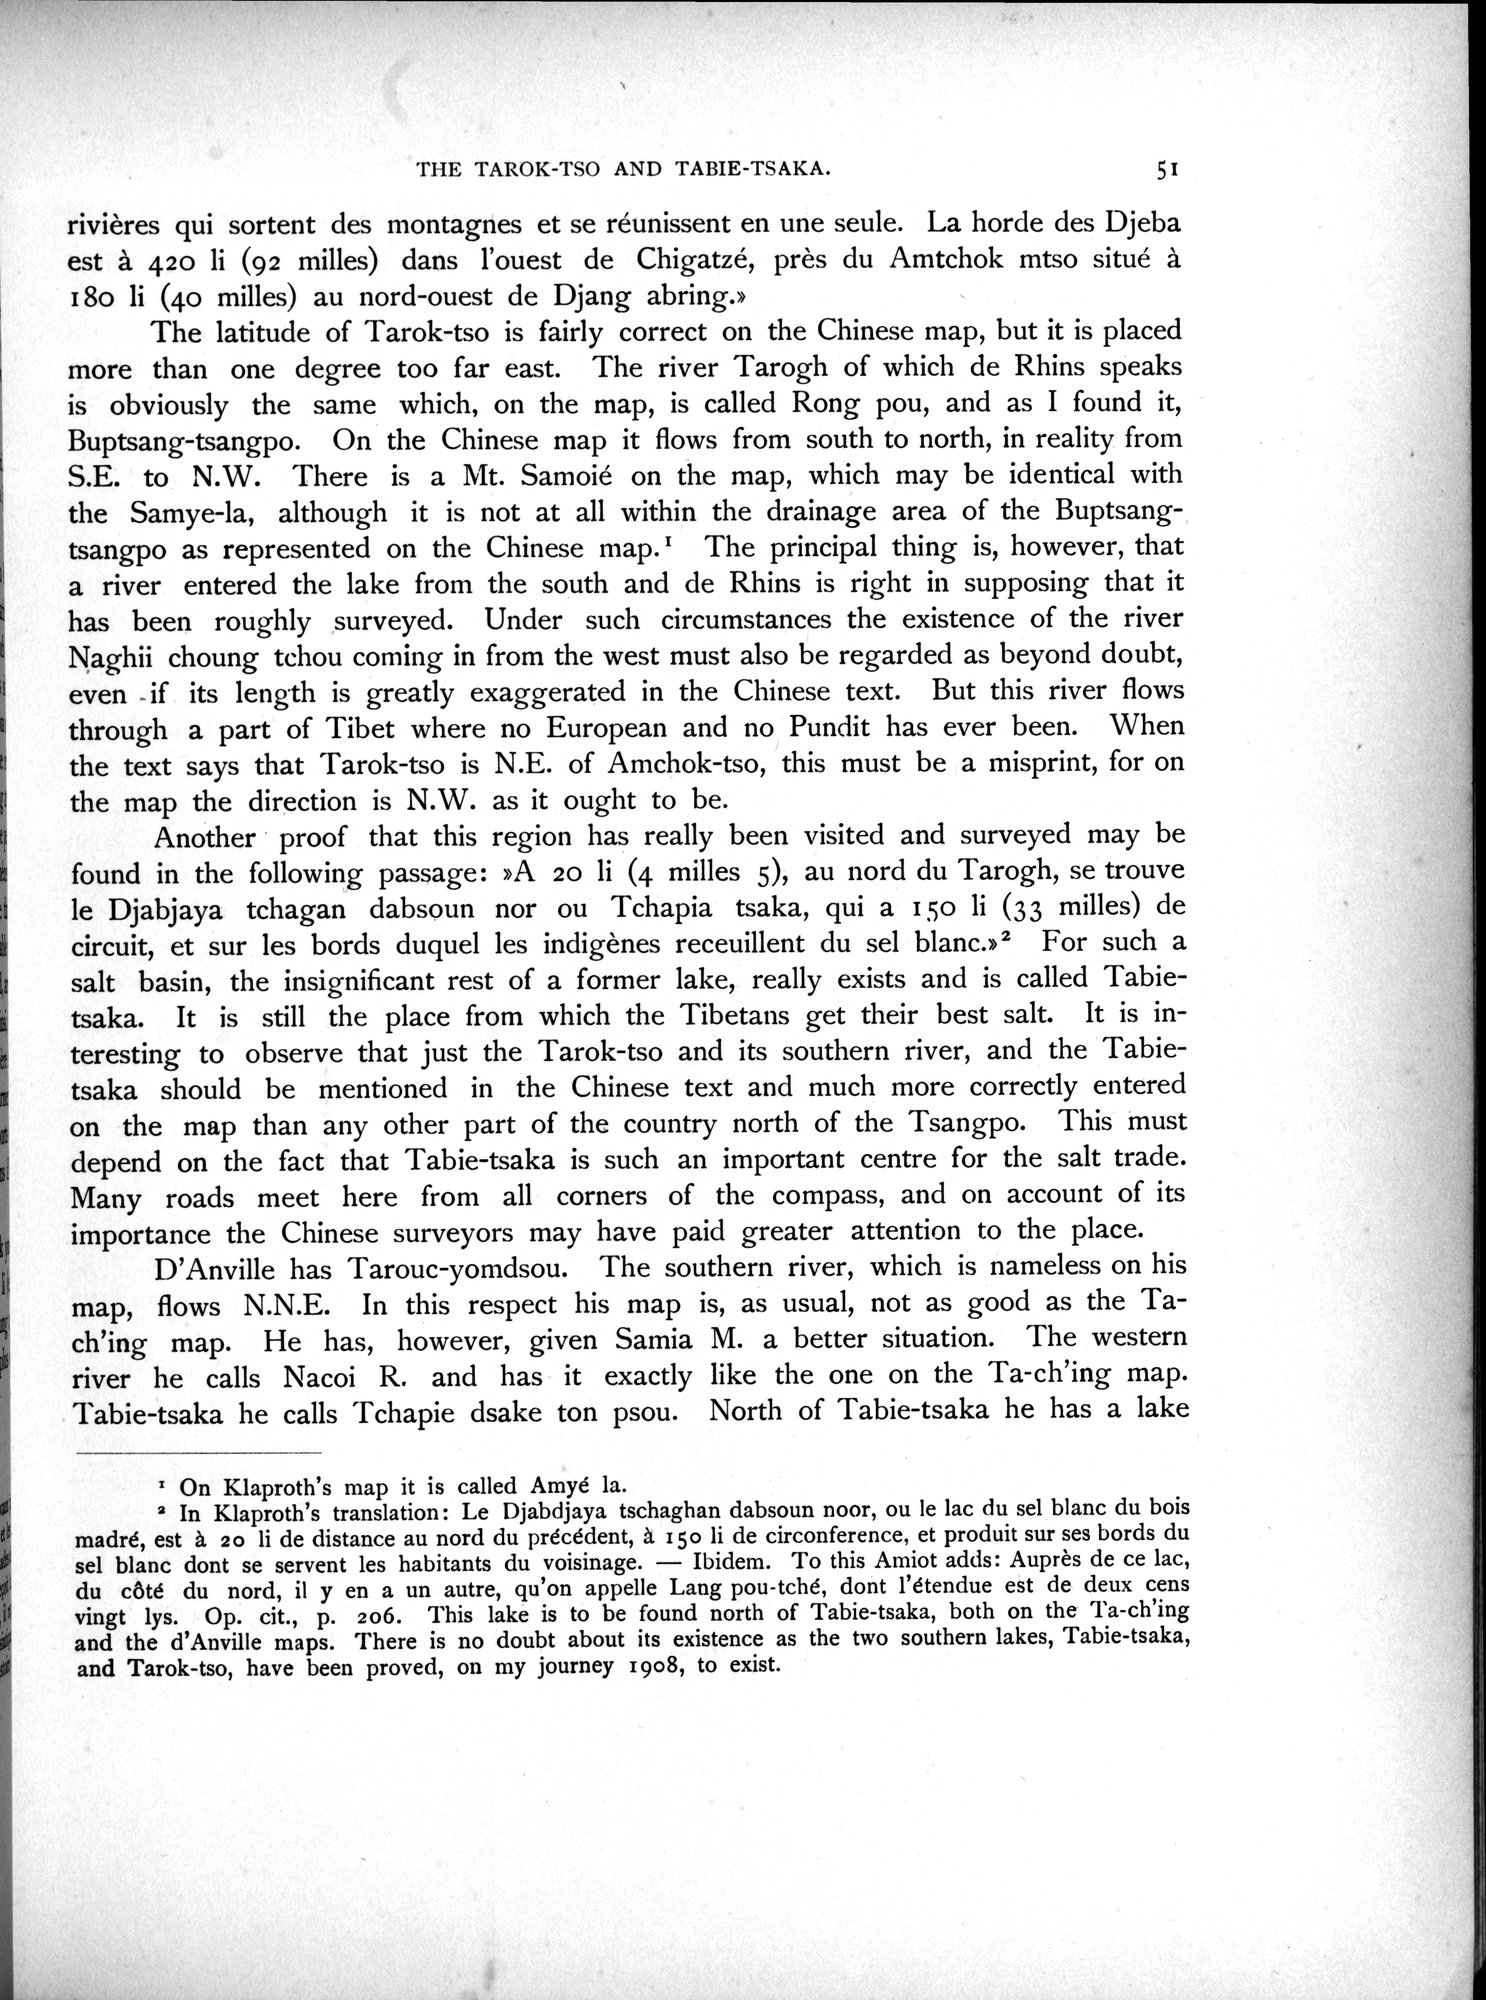 THE TAROK-TSO AND TABIE-TSAKA. 51
rivières qui sortent des montagnes et se réunissent en une seule. La horde des Djeba
est à 420 li (92 milles) dans l'ouest de Chigatzé, près du Amtchok mtso situé à
180 li (40 milles) au nord-ouest de Djang abring.»
The latitude of Tarok-tso is fairly correct on the Chinese map, but it is placed
more than one degree too far east. The river Tarogh of which de Rhins speaks
is obviously the same which, on the map, is called Rong pou, and as I found it,
Buptsang-tsangpo. On the Chinese map it flows from south to north, in reality from
S.E. to N.W. There is a Mt. Samoié on the map, which may be identical with
the Samye-la, although it is not at all within the drainage area of the Buptsang-
tsangpo as represented on the Chinese map.¹ The principal thing is, however, that
a river entered the lake from the south and de Rhins is right in supposing that it
has been roughly surveyed. Under such circumstances the existence of the river
Naghii choung tchou coming in from the west must also be regarded as beyond doubt,
even if its length is greatly exaggerated in the Chinese text. But this river flows
through a part of Tibet where no European and no Pundit has ever been. When
the text says that Tarok-tso is N.E. of Amchok-tso, this must be a misprint, for on
the map the direction is N.W. as it ought to be.
Another proof that this region has really been visited and surveyed may be
found in the following passage: »A 20 li (4 milles 5), au nord du Tarogh, se trouve
le Djabjaya tchagan dabsoun nor ou Tchapia tsaka, qui a 150 li (33 milles) de
circuit, et sur les bords duquel les indigènes receuillent du sel blanc.»² For such a
salt basin, the insignificant rest of a former lake, really exists and is called Tabie-
tsaka. It is still the place from which the Tibetans get their best salt. It is in-
teresting to observe that just the Tarok-tso and its southern river, and the Tabie-
tsaka should be mentioned in the Chinese text and much more correctly entered
on the map than any other part of the country north of the Tsangpo. This must
depend on the fact that Tabie-tsaka is such an important centre for the salt trade.
Many roads meet here from all corners of the compass, and on account of its
importance the Chinese surveyors may have paid greater attention to the place.
D'Anville has Tarouc-yomdsou. The southern river, which is nameless on his
map, flows N.N.E. In this respect his map is, as usual, not as good as the Ta-
ch'ing map. He has, however, given Samia M. a better situation. The western
river he calls Nacoi R. and has it exactly like the one on the Ta-ch'ing map.
Tabie-tsaka he calls Tchapie dsake ton psou. North of Tabie-tsaka he has a lake
¹ On Klaproth's map it is called Amyé la.
² In Klaproth's translation: Le Djabdjaya tschaghan dabsoun noor, ou le lac du sel blanc du bois
madré, est à 20 li de distance au nord du précédent, à 150 li de circonference, et produit sur ses bords du
sel blanc dont se servent les habitants du voisinage. — Ibidem. To this Amiot adds: Auprès de ce lac,
du côté du nord, il y en a un autre, qu'on appelle Lang pou-tché, dont l'étendue est de deux cens
vingt lys. Op. cit., p. 206. This lake is to be found north of Tabie-tsaka, both on the Ta-ch'ing
and the d'Anville maps. There is no doubt about its existence as the two southern lakes, Tabie-tsaka,
and Tarok-tso, have been proved, on my journey 1908, to exist.